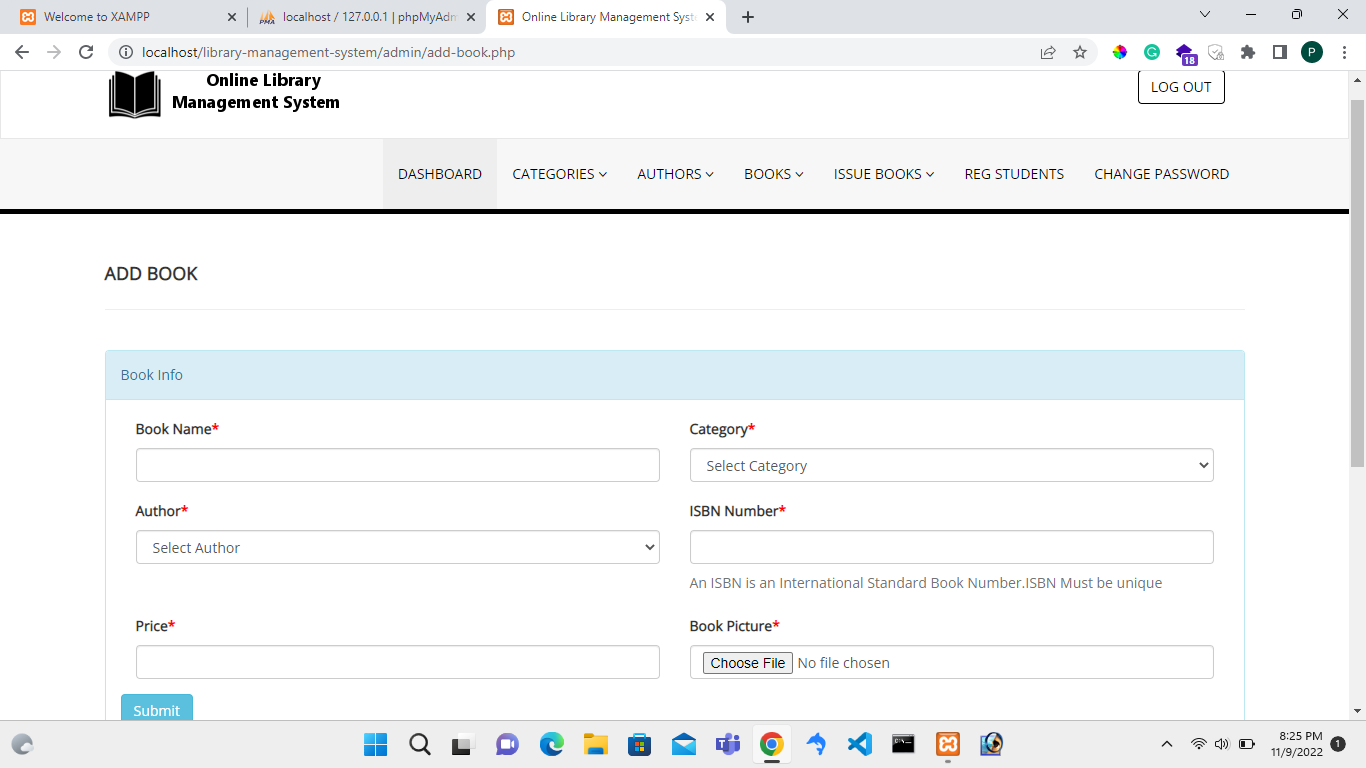 Welcome to XAMPP
localhost / 127.0.0.1 | phpMyAdm
Online Library Management Syst
localhost/library-management-system/admin/add-book.php
18
P
Online Library
Management System
LOG OUT
DASHBOARD CATEGORIES AUTHORS BOOKS ISSUE BOOKS REG STUDENTS CHANGE PASSWORD
ADD BOOK
Book Info
Book Name* Category*
Select Category
Author* ISBN Number*
Select Author
An ISBN is an International Standard Book Number.ISBN Must be unique
Price* Book Picture*
Choose File No file chosen
Submit
8:25 PM
11/9/2022
1